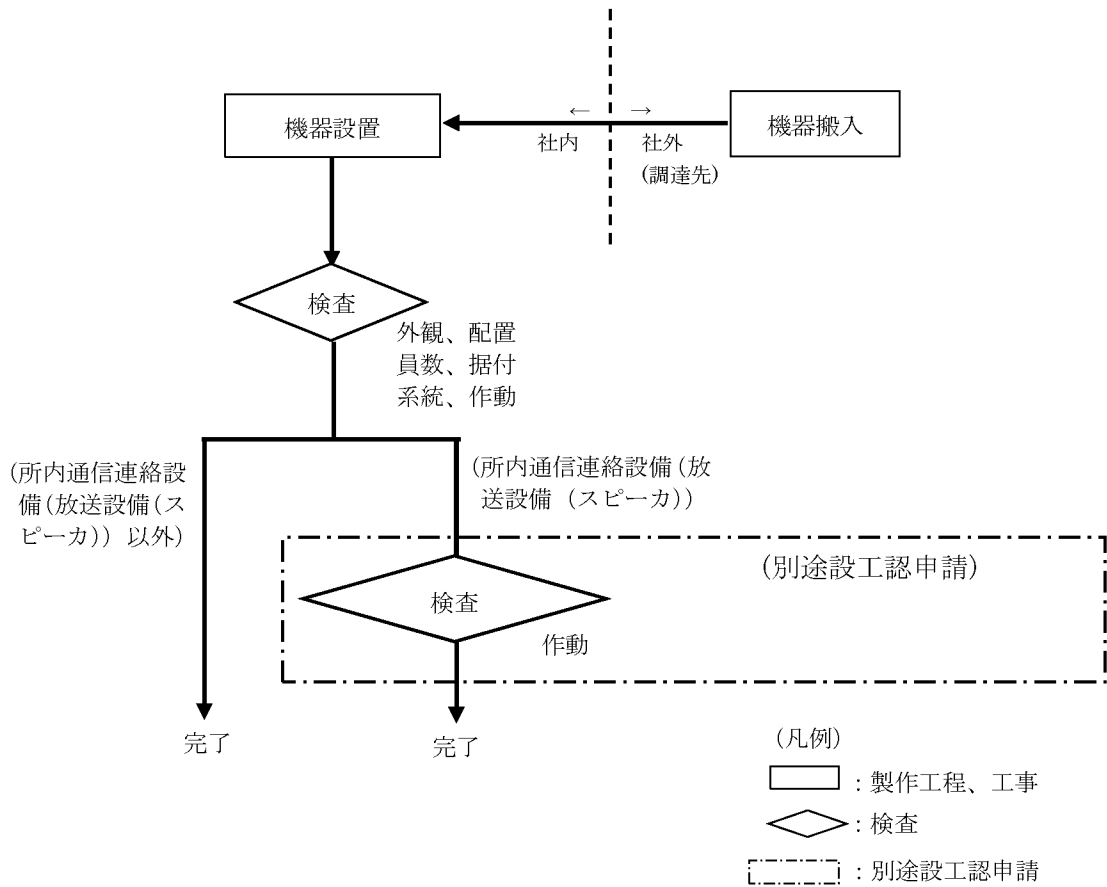 機器設置
←
→
機器搬入
社内
社外
(調達先)
検査
外観、配置
員数、据付
系統、作動
(所内通信連絡設
備(放送設備(ス
ピーカ)) 以外)
(所内通信連絡設備(放
送設備 (スピーカ))
(別途設工認申請)
検査
作動
完了
完了
(凡例)
:製作工程、工事
:検査
:別途設工認申請